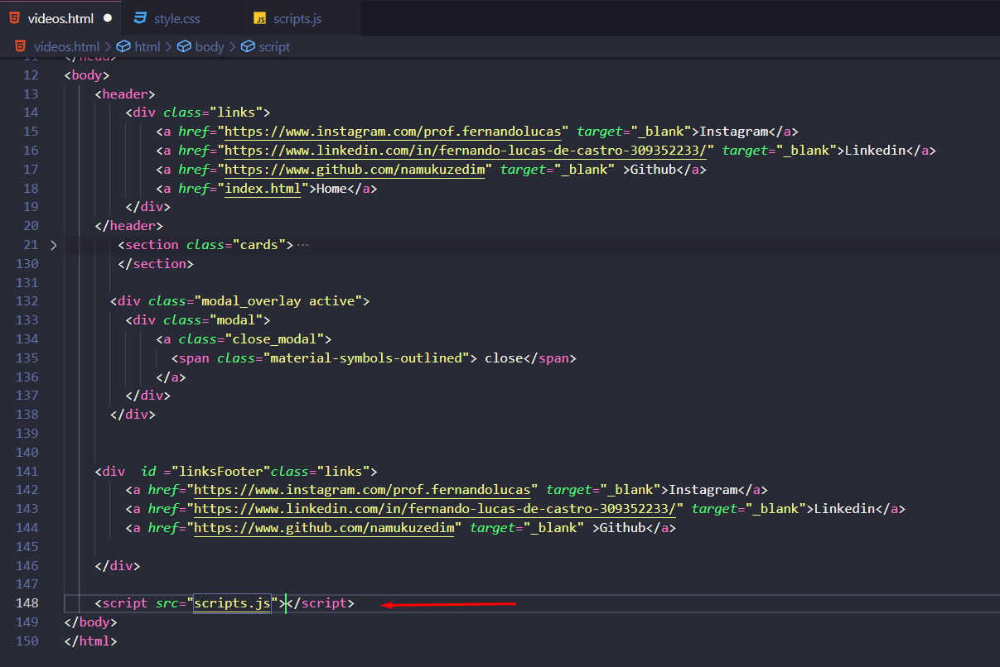 videos.html ● style.css JS scripts.js
videos.html > html > body > script
11 </head>
12 <body>
13 <header>
14 <div class="links">
15 <a href="https://www.instagram.com/prof.fernandolucas" target="_blank">Instagram</a>
16 <a href="https://www.linkedin.com/in/fernando-lucas-de-castro-309352233/" target="_blank">Linkedin</a>
17 <a href="https://www.github.com/namukuzedim" target="_blank" >Github</a>
18 <a href="index.html">Home</a>
19 </div>
20 </header>
21 > <section class="cards">···
130 </section>
131
132 <div class="modal_overlay active">
133 <div class="modal">
134 <a class="close_modal">
135 <span class="material-symbols-outlined"> close</span>
136 </a>
137 </div>
138 </div>
139
140
141 <div  id ="linksFooter"class="links">
142 <a href="https://www.instagram.com/prof.fernandolucas" target="_blank">Instagram</a>
143 <a href="https://www.linkedin.com/in/fernando-lucas-de-castro-309352233/" target="_blank">Linkedin</a>
144 <a href="https://www.github.com/namukuzedim" target="_blank" >Github</a>
145
146 </div>
147
148 <script src="scripts.js"></script>
149 </body>
150 </html>